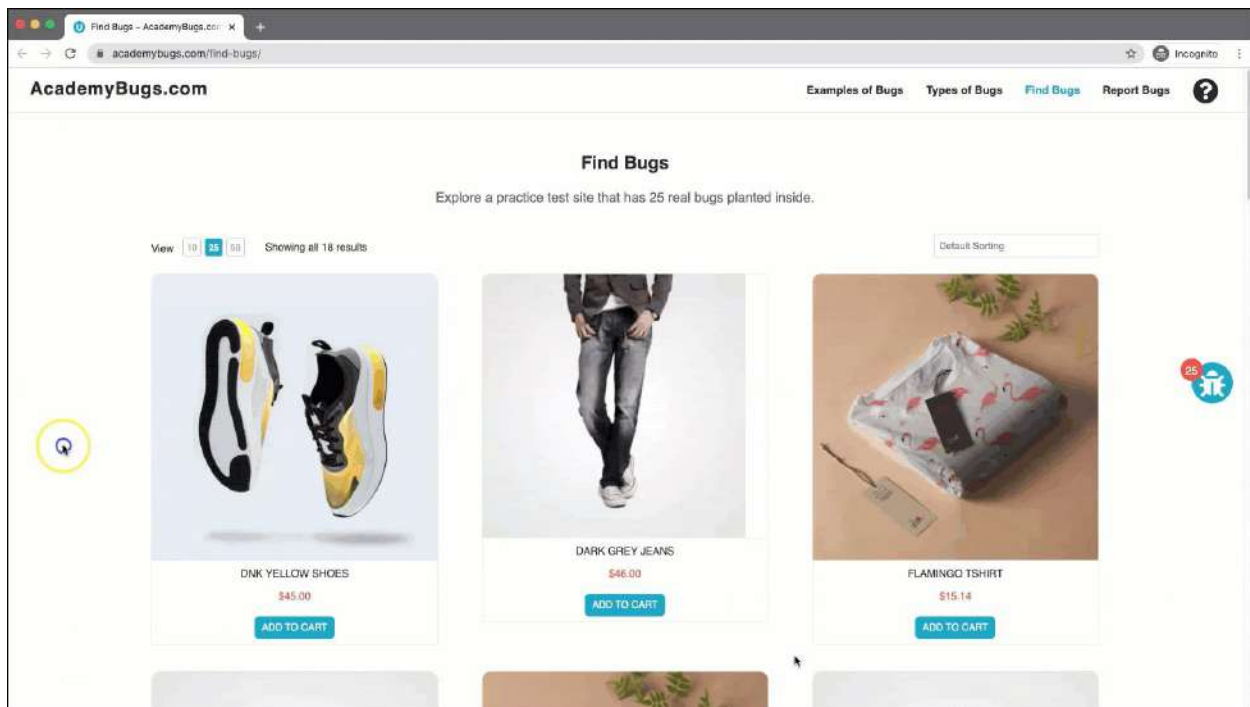 Find Bugs – AcademyBugs.com
academybugs.com/find-bugs/
Incognito
AcademyBugs.com
Examples of Bugs Types of Bugs Find Bugs Report Bugs ?
Find Bugs
Explore a practice test site that has 25 real bugs planted inside.
View 10 25 50 Showing all 18 results Default Sorting
25
DARK GREY JEANS
DNK YELLOW SHOES $46.00 FLAMINGO TSHIRT
$45.00 ADD TO CART $15.14
ADD TO CART ADD TO CART